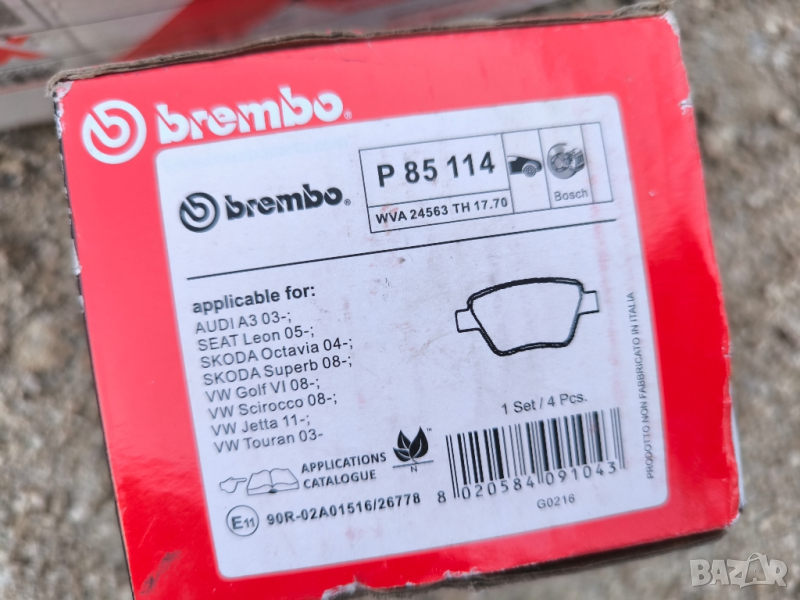 brembo®
brembo®
P 85 114
WVA 24563 TH 17.70
Bosch
applicable for:
AUDI A3 03-;
SEAT Leon 05-;
SKODA Octavia 04-;
SKODA Superb 08-;
VW Golf VI 08-;
VW Scirocco 08-;
VW Jetta 11-;
VW Touran 03-
1 Set / 4 Pcs.
APPLICATIONS
CATALOGUE
N
™
E11
90R-02A01516/26778
8 020584 091043
G0216
PRODOTTO NON FABBRICATO IN ITALIA
BAZAR